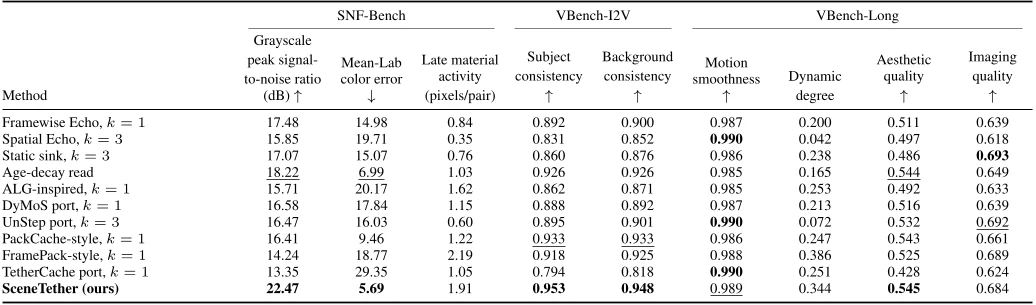 SNF-Bench VBench-I2V VBench-Long
Grayscale
peak signal- Mean-Lab Late material Subject Background Motion Aesthetic Imaging
to-noise ratio color error activity consistency consistency smoothness Dynamic quality quality
Method (dB) ↑ ↓ (pixels/pair) ↑ ↑ ↑ degree ↑ ↑
Framewise Echo, k = 1 17.48 14.98 0.84 0.892 0.900 0.987 0.200 0.511 0.639
Spatial Echo, k = 3 15.85 19.71 0.35 0.831 0.852 0.990 0.042 0.497 0.618
Static sink, k = 3 17.07 15.07 0.76 0.860 0.876 0.986 0.238 0.486 0.693
Age-decay read 18.22 6.99 1.03 0.926 0.926 0.985 0.165 0.544 0.649
ALG-inspired, k = 1 15.71 20.17 1.62 0.862 0.871 0.985 0.253 0.492 0.633
DyMoS port, k = 1 16.58 17.84 1.15 0.888 0.892 0.987 0.213 0.516 0.639
UnStep port, k = 3 16.47 16.03 0.60 0.895 0.901 0.990 0.072 0.532 0.692
PackCache-style, k = 1 16.41 9.46 1.22 0.933 0.933 0.986 0.247 0.543 0.661
FramePack-style, k = 1 14.24 18.77 2.19 0.918 0.925 0.988 0.386 0.525 0.689
TetherCache port, k = 1 13.35 29.35 1.05 0.794 0.818 0.990 0.251 0.428 0.624
SceneTether (ours) 22.47 5.69 1.91 0.953 0.948 0.989 0.344 0.545 0.684